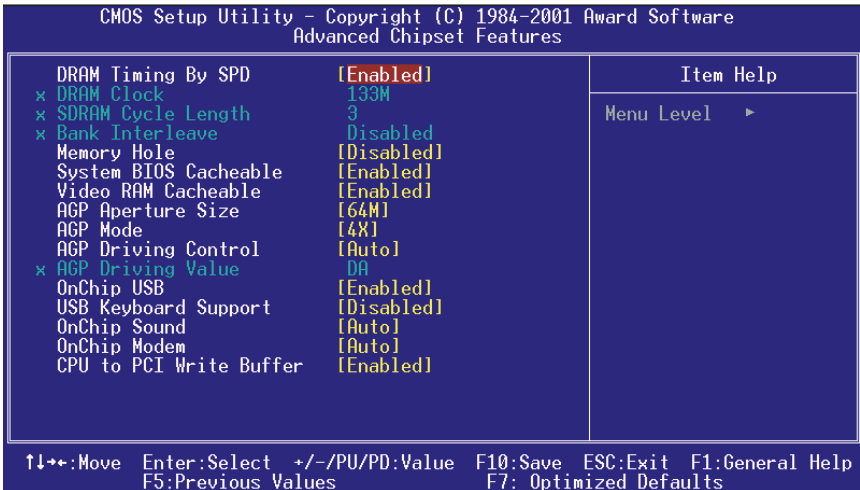 CMOS Setup Utility - Copyright (C) 1984-2001 Award Software
Advanced Chipset Features
DRAM Timing By SPD [Enabled]
x DRAM Clock 133M
x SDRAM Cycle Length 3
x Bank Interleave Disabled
Memory Hole [Disabled]
System BIOS Cacheable [Enabled]
Video RAM Cacheable [Enabled]
AGP Aperture Size [64M]
AGP Mode [4X]
AGP Driving Control [Auto]
x AGP Driving Value DA
OnChip USB [Enabled]
USB Keyboard Support [Disabled]
OnChip Sound [Auto]
OnChip Modem [Auto]
CPU to PCI Write Buffer [Enabled]
Item Help
Menu Level ►
↑↓→←:Move Enter:Select +/-/PU/PD:Value F10:Save ESC:Exit F1:General Help
F5:Previous Values F7: Optimized Defaults